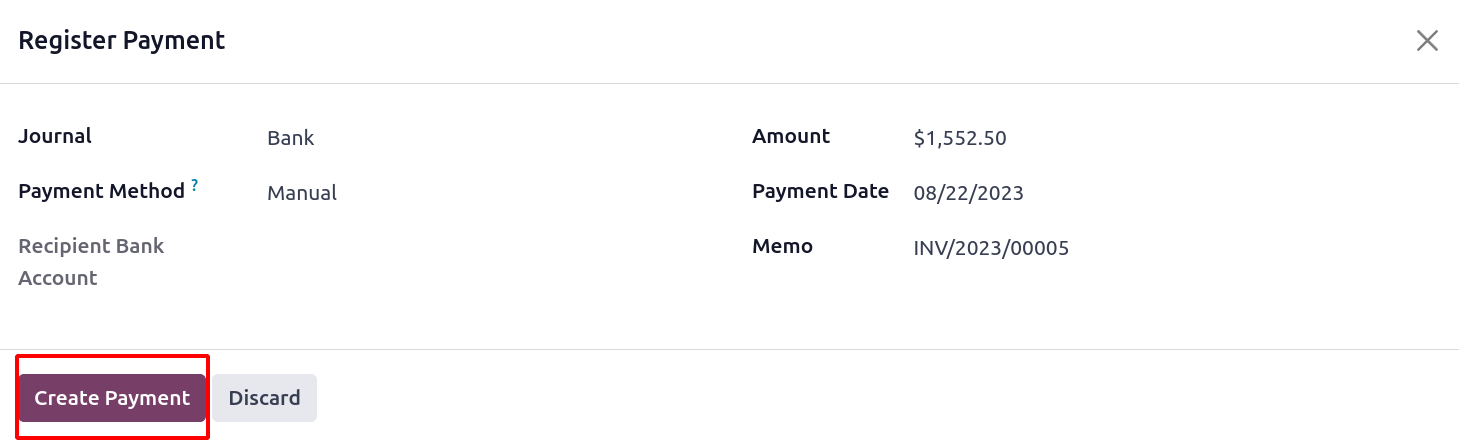 Register Payment
Journal Bank Amount $1,552.50
Payment Method ? Manual Payment Date 08/22/2023
Recipient Bank Memo INV/2023/00005
Account
Create Payment Discard